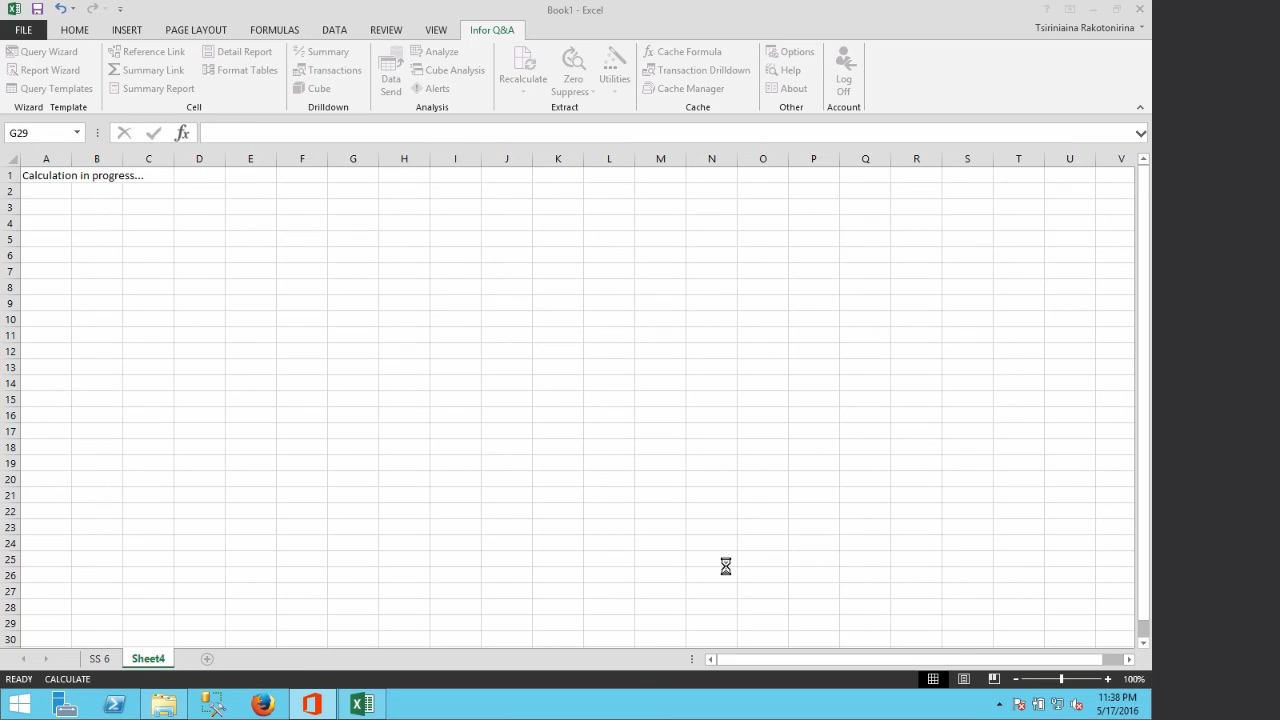 Book1 - Excel
?
FILE HOME INSERT PAGE LAYOUT FORMULAS DATA REVIEW VIEW Infor Q&A Tsiriniaina Rakotonirina
Query Wizard
Report Wizard
Query Templates
Wizard Template
Reference Link
Summary Link
Summary Report
Detail Report
Format Tables
Cell
Summary
Transactions
Cube
Drilldown
Data Send
Analyze
Cube Analysis
Alerts
Analysis
Recalculate
Zero Suppress
Utilities
Extract
Cache Formula
Transaction Drilldown
Cache Manager
Cache
Options
Help
About
Other
Log Off
Account
G29 fx
A B C D E F G H I J K L M N O P Q R S T U V
1 Calculation in progress...
2
3
4
5
6
7
8
9
10
11
12
13
14
15
16
17
18
19
20
21
22
23
24
25
26
27
28
29
30
SS 6 Sheet4
READY CALCULATE 100%
11:38 PM
5/17/2016